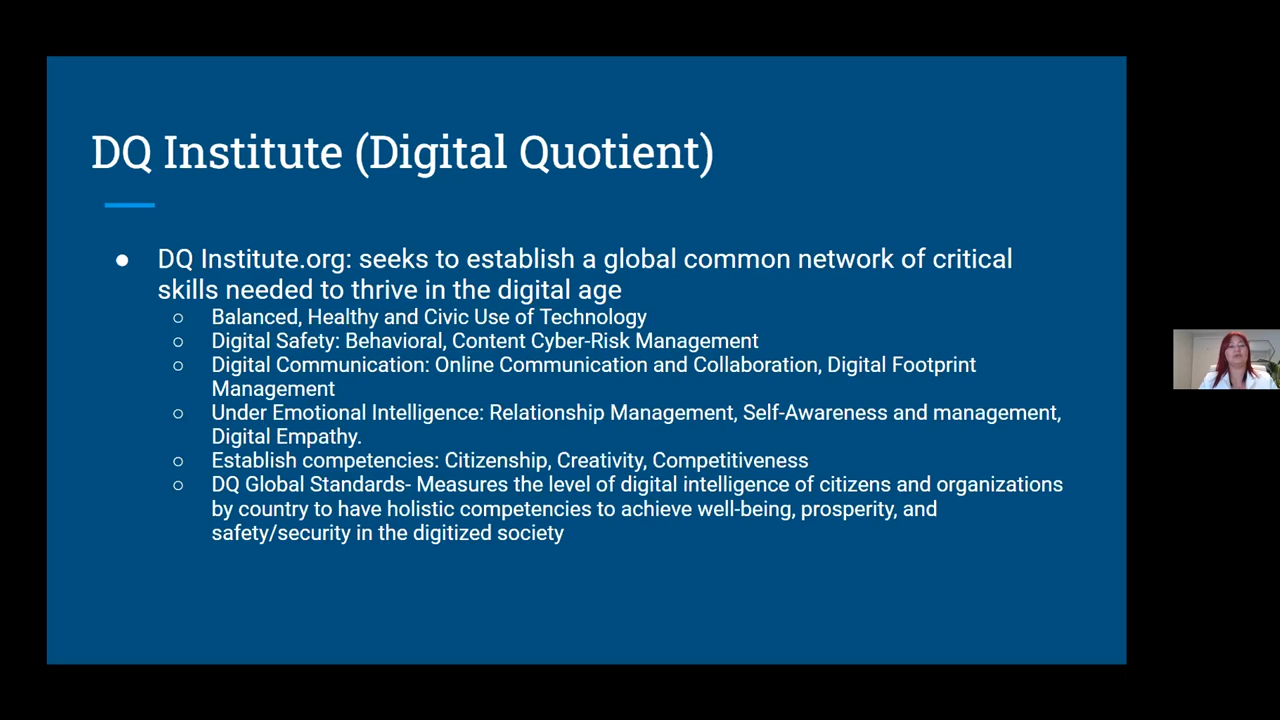 DQ Institute (Digital Quotient)
● DQ Institute.org: seeks to establish a global common network of critical
skills needed to thrive in the digital age
○ Balanced, Healthy and Civic Use of Technology
○ Digital Safety: Behavioral, Content Cyber-Risk Management
○ Digital Communication: Online Communication and Collaboration, Digital Footprint
Management
○ Under Emotional Intelligence: Relationship Management, Self-Awareness and management,
Digital Empathy.
○ Establish competencies: Citizenship, Creativity, Competitiveness
○ DQ Global Standards- Measures the level of digital intelligence of citizens and organizations
by country to have holistic competencies to achieve well-being, prosperity, and
safety/security in the digitized society